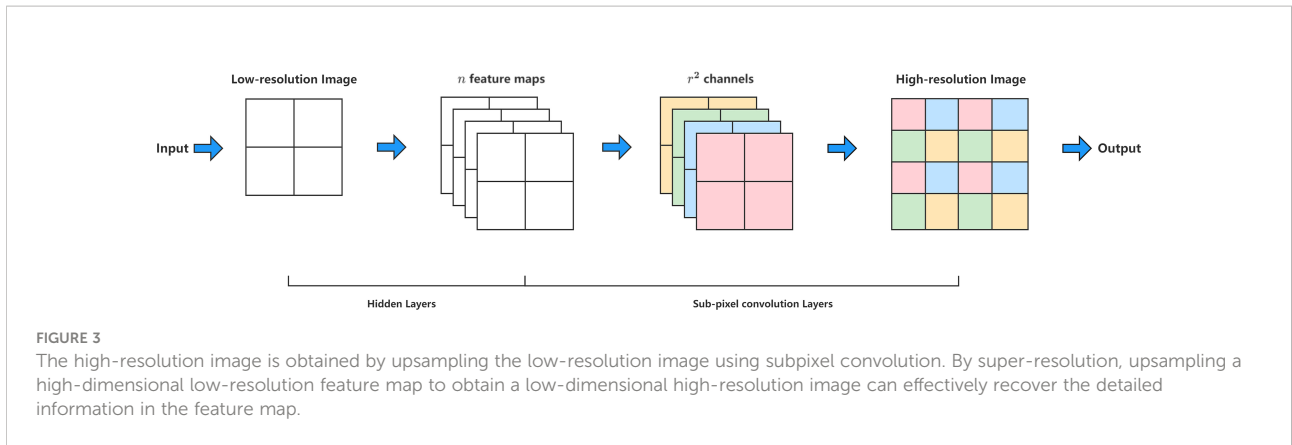 Low-resolution Image
n feature maps
r² channels
High-resolution Image
Input
Output
Hidden Layers
Sub-pixel convolution Layers
FIGURE 3
The high-resolution image is obtained by upsampling the low-resolution image using subpixel convolution. By super-resolution, upsampling a
high-dimensional low-resolution feature map to obtain a low-dimensional high-resolution image can effectively recover the detailed
information in the feature map.